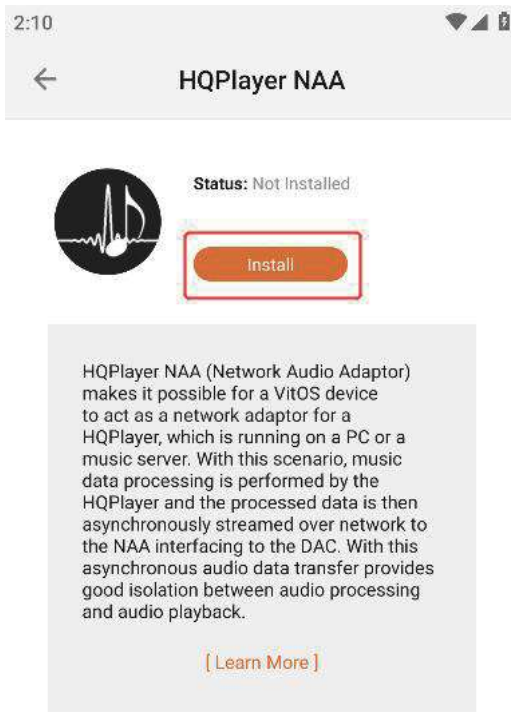 2:10
HQPlayer NAA
Status: Not Installed
Install
HQPlayer NAA (Network Audio Adaptor)
makes it possible for a VitOS device
to act as a network adaptor for a
HQPlayer, which is running on a PC or a
music server. With this scenario, music
data processing is performed by the
HQPlayer and the processed data is then
asynchronously streamed over network to
the NAA interfacing to the DAC. With this
asynchronous audio data transfer provides
good isolation between audio processing
and audio playback.
[ Learn More ]